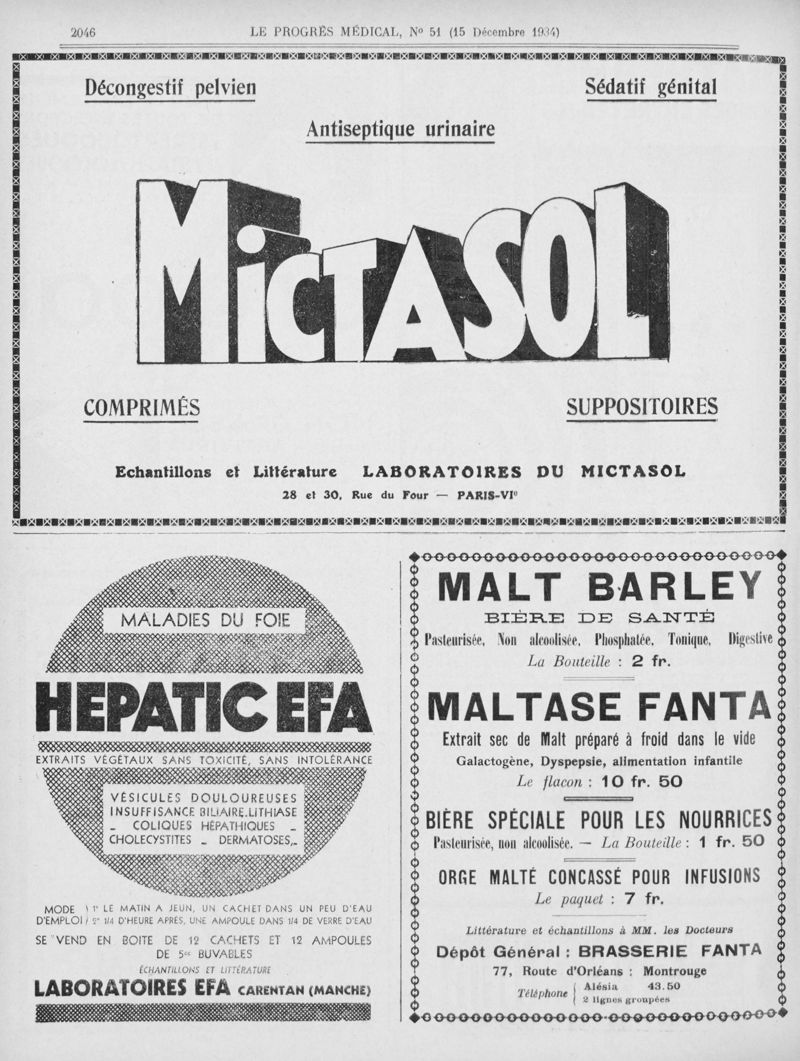 2046
LE PROGRÈS MÉDICAL, N° 51 (15 Décembre 1934)
Décongestif pelvien
Sédatif génital
Antiseptique urinaire
MiCTASOL
COMPRIMÉS
SUPPOSITOIRES
Echantillons et Littérature LABORATOIRES DU MICTASOL
28 et 30, Rue du Four — PARIS-VIe
MALADIES DU FOIE
HEPATIC EFA
EXTRAITS VÉGÉTAUX SANS TOXICITÉ, SANS INTOLÉRANCE
VÉSICULES DOULOUREUSES
INSUFFISANCE BILIAIRE.LITHIASE
_ COLIQUES HÉPATHIQUES _
CHOLECYSTITES _ DERMATOSES,_
MODE D'EMPLOI
1° LE MATIN A JEUN, UN CACHET DANS UN PEU D'EAU
2° 1/4 D'HEURE APRÈS, UNE AMPOULE DANS 1/4 DE VERRE D'EAU
SE VEND EN BOITE DE 12 CACHETS ET 12 AMPOULES
DE 5cc BUVABLES
ÉCHANTILLONS ET LITTÉRATURE
LABORATOIRES EFA CARENTAN (MANCHE)
MALT BARLEY
BIÈRE DE SANTÉ
Pasteurisée, Non alcoolisée, Phosphatée, Tonique, Digestive
La Bouteille : 2 fr.
MALTASE FANTA
Extrait sec de Malt préparé à froid dans le vide
Galactogène, Dyspepsie, alimentation infantile
Le flacon : 10 fr. 50
BIÈRE SPÉCIALE POUR LES NOURRICES
Pasteurisée, non alcoolisée. — La Bouteille : 1 fr. 50
ORGE MALTÉ CONCASSÉ POUR INFUSIONS
Le paquet : 7 fr.
Littérature et échantillons à MM. les Docteurs
Dépôt Général : BRASSERIE FANTA
77, Route d'Orléans : Montrouge
Téléphone
Alésia 43.50
2 lignes groupées